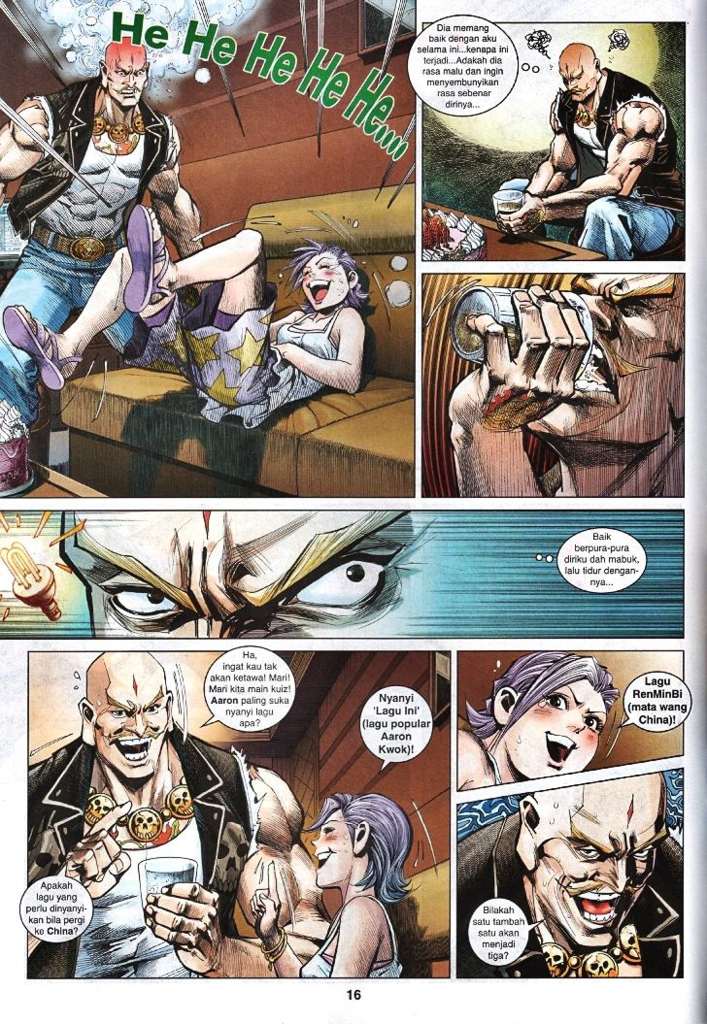 He He He He He....
Dia memang
baik dengan aku
selama ini...kenapa ini
terjadi...Adakah dia
rasa malu dan ingin
menyembunyikan
rasa sebenar
dirinya...
Baik
berpura-pura
diriku dah mabuk,
lalu tidur dengan-
nya...
Ha,
ingat kau tak
akan ketawa! Mari!
Mari kita main kuiz!
Aaron paling suka
nyanyi lagu
apa?
Nyanyi
'Lagu Ini'
(lagu popular
Aaron
Kwok)!
Apakah
lagu yang
perlu dinyanyi-
kan bila pergi
ke China?
Lagu
RenMinBi
(mata wang
China)!
Bilakah
satu tambah
satu akan
menjadi
tiga?
16